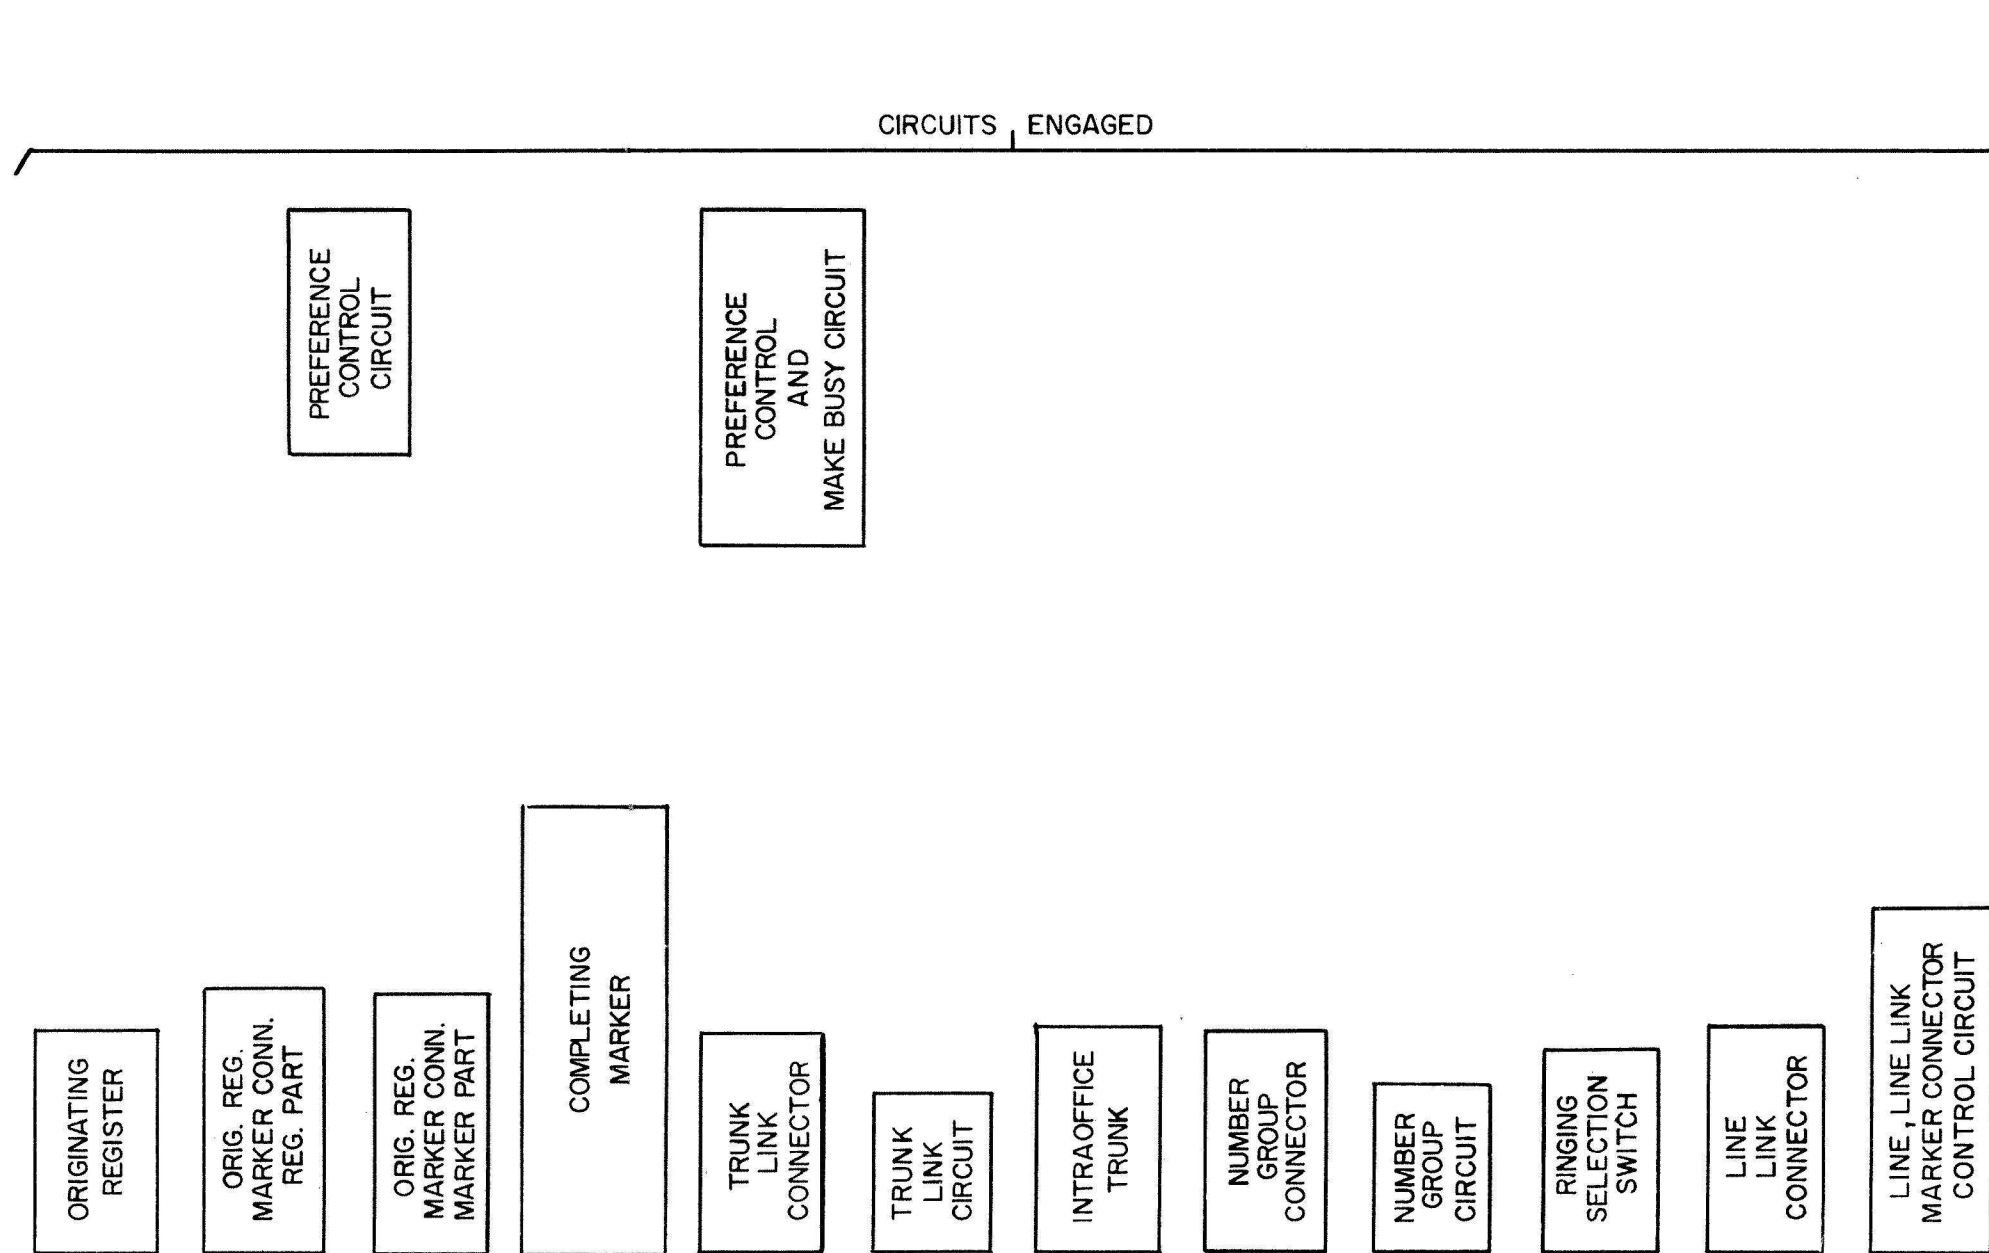 CIRCUITS ENGAGED
PREFERENCE
CONTROL
CIRCUIT
PREFERENCE
CONTROL
AND
MAKE BUSY CIRCUIT
ORIGINATING
REGISTER
ORIG. REG.
MARKER CONN.
REG. PART
ORIG. REG.
MARKER CONN.
MARKER PART
COMPLETING
MARKER
TRUNK
LINK
CONNECTOR
TRUNK
LINK
CIRCUIT
INTRAOFFICE
TRUNK
NUMBER
GROUP
CONNECTOR
NUMBER
GROUP
CIRCUIT
RINGING
SELECTION
SWITCH
LINE
LINK
CONNECTOR
LINE, LINE LINK
MARKER CONNECTOR
CONTROL CIRCUIT